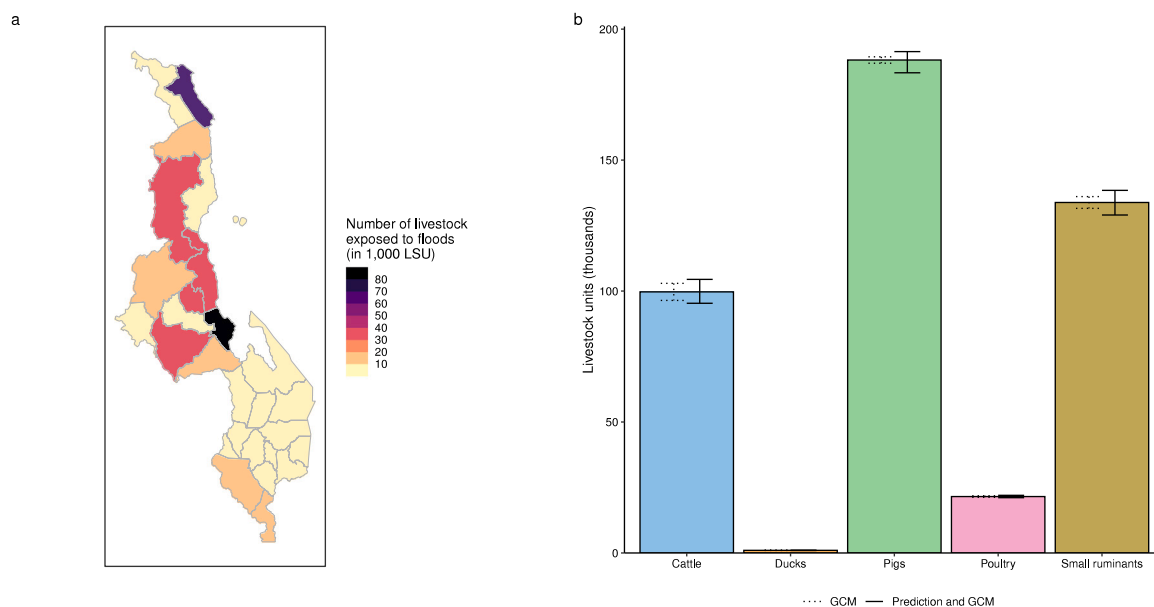 a
Number of livestock
exposed to floods
(in 1,000 LSU)
80
70
60
50
40
30
20
10
b
Livestock units (thousands)
200
150
100
50
0
Cattle Ducks Pigs Poultry Small ruminants
GCM Prediction and GCM